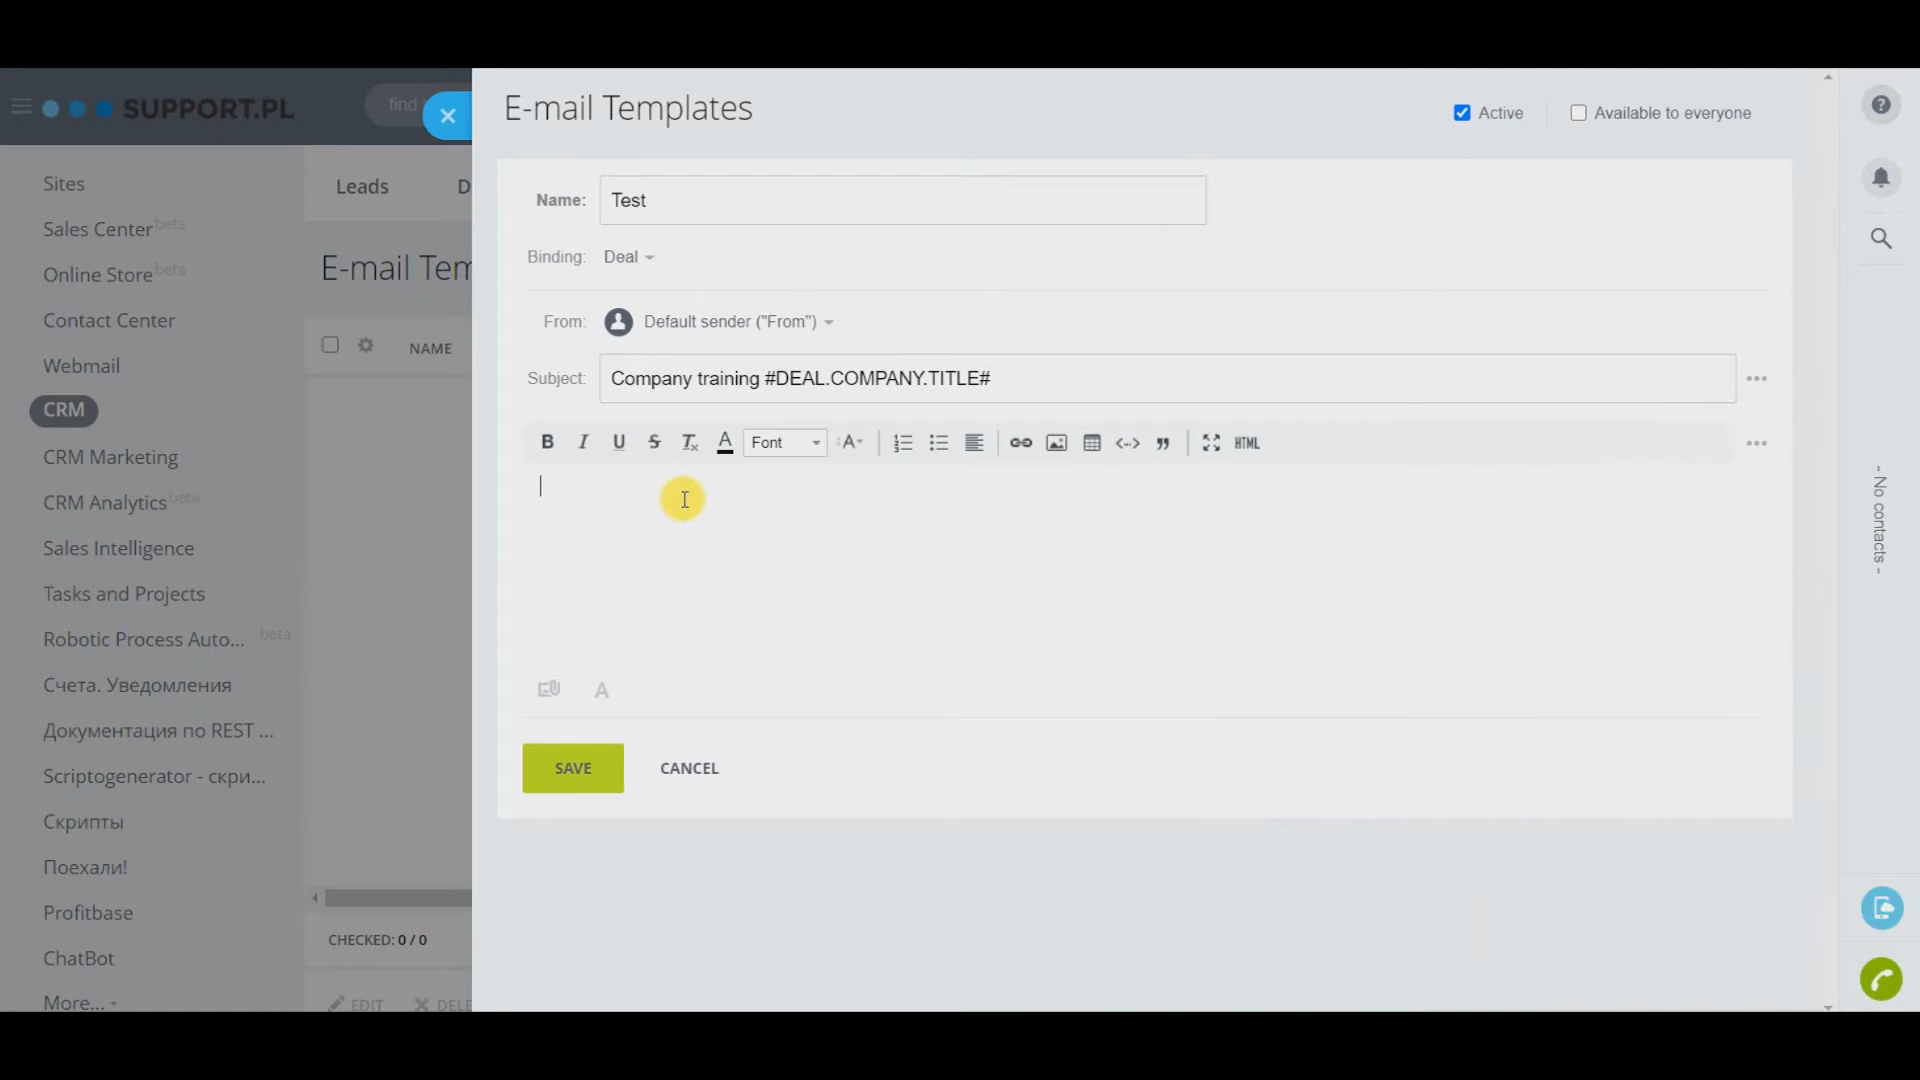 SUPPORT.PL
find
Sites
Sales Center beta
Online Store beta
Contact Center
Webmail
CRM
CRM Marketing
CRM Analytics beta
Sales Intelligence
Tasks and Projects
Robotic Process Auto... beta
Счета. Уведомления
Документация по REST ...
Scriptogenerator - скри...
Скрипты
Поехали!
Profitbase
ChatBot
More...
Leads
D
E-mail Tem
NAME
CHECKED: 0 / 0
EDIT
DELE
E-mail Templates
Active
Available to everyone
Name: Test
Binding: Deal
From: Default sender ("From")
Subject: Company training #DEAL.COMPANY.TITLE#
B I U S Tx A Font A HTML
A
SAVE
CANCEL
- No contacts -